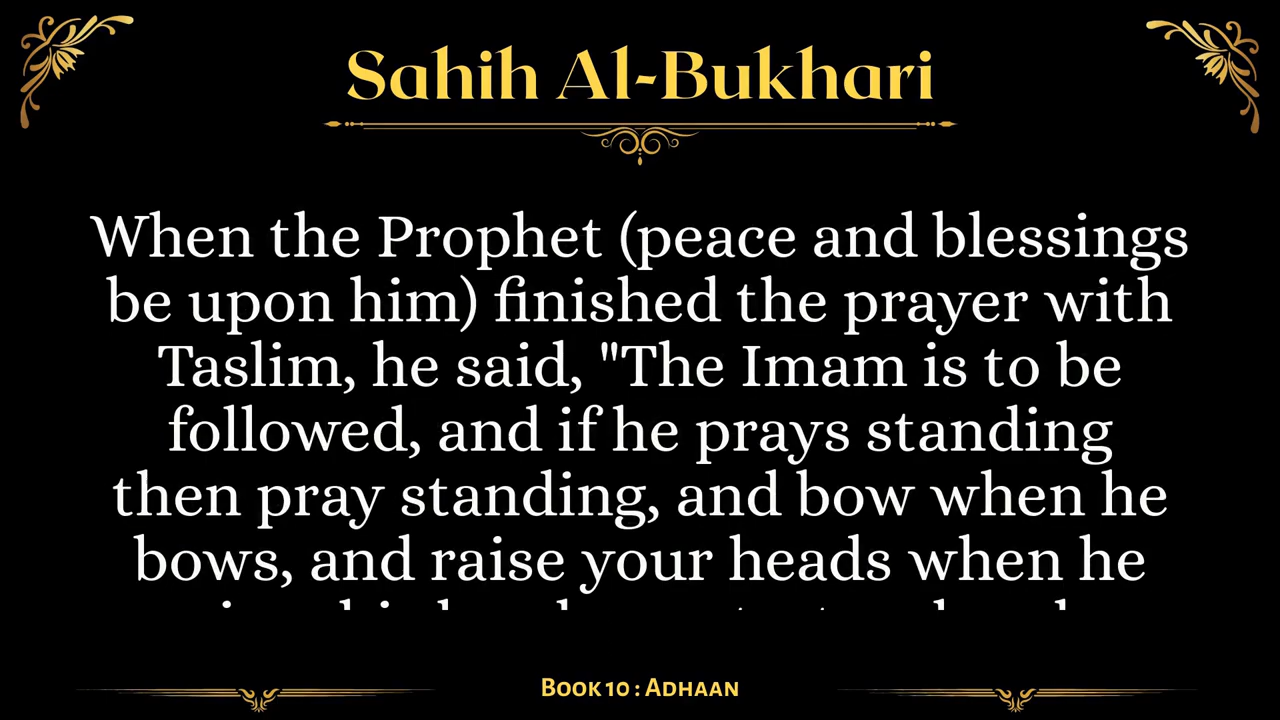 Sahih Al-Bukhari
When the Prophet (peace and blessings
be upon him) finished the prayer with
Taslim, he said, "The Imam is to be
followed, and if he prays standing
then pray standing, and bow when he
bows, and raise your heads when he
Book 10 : Adhaan